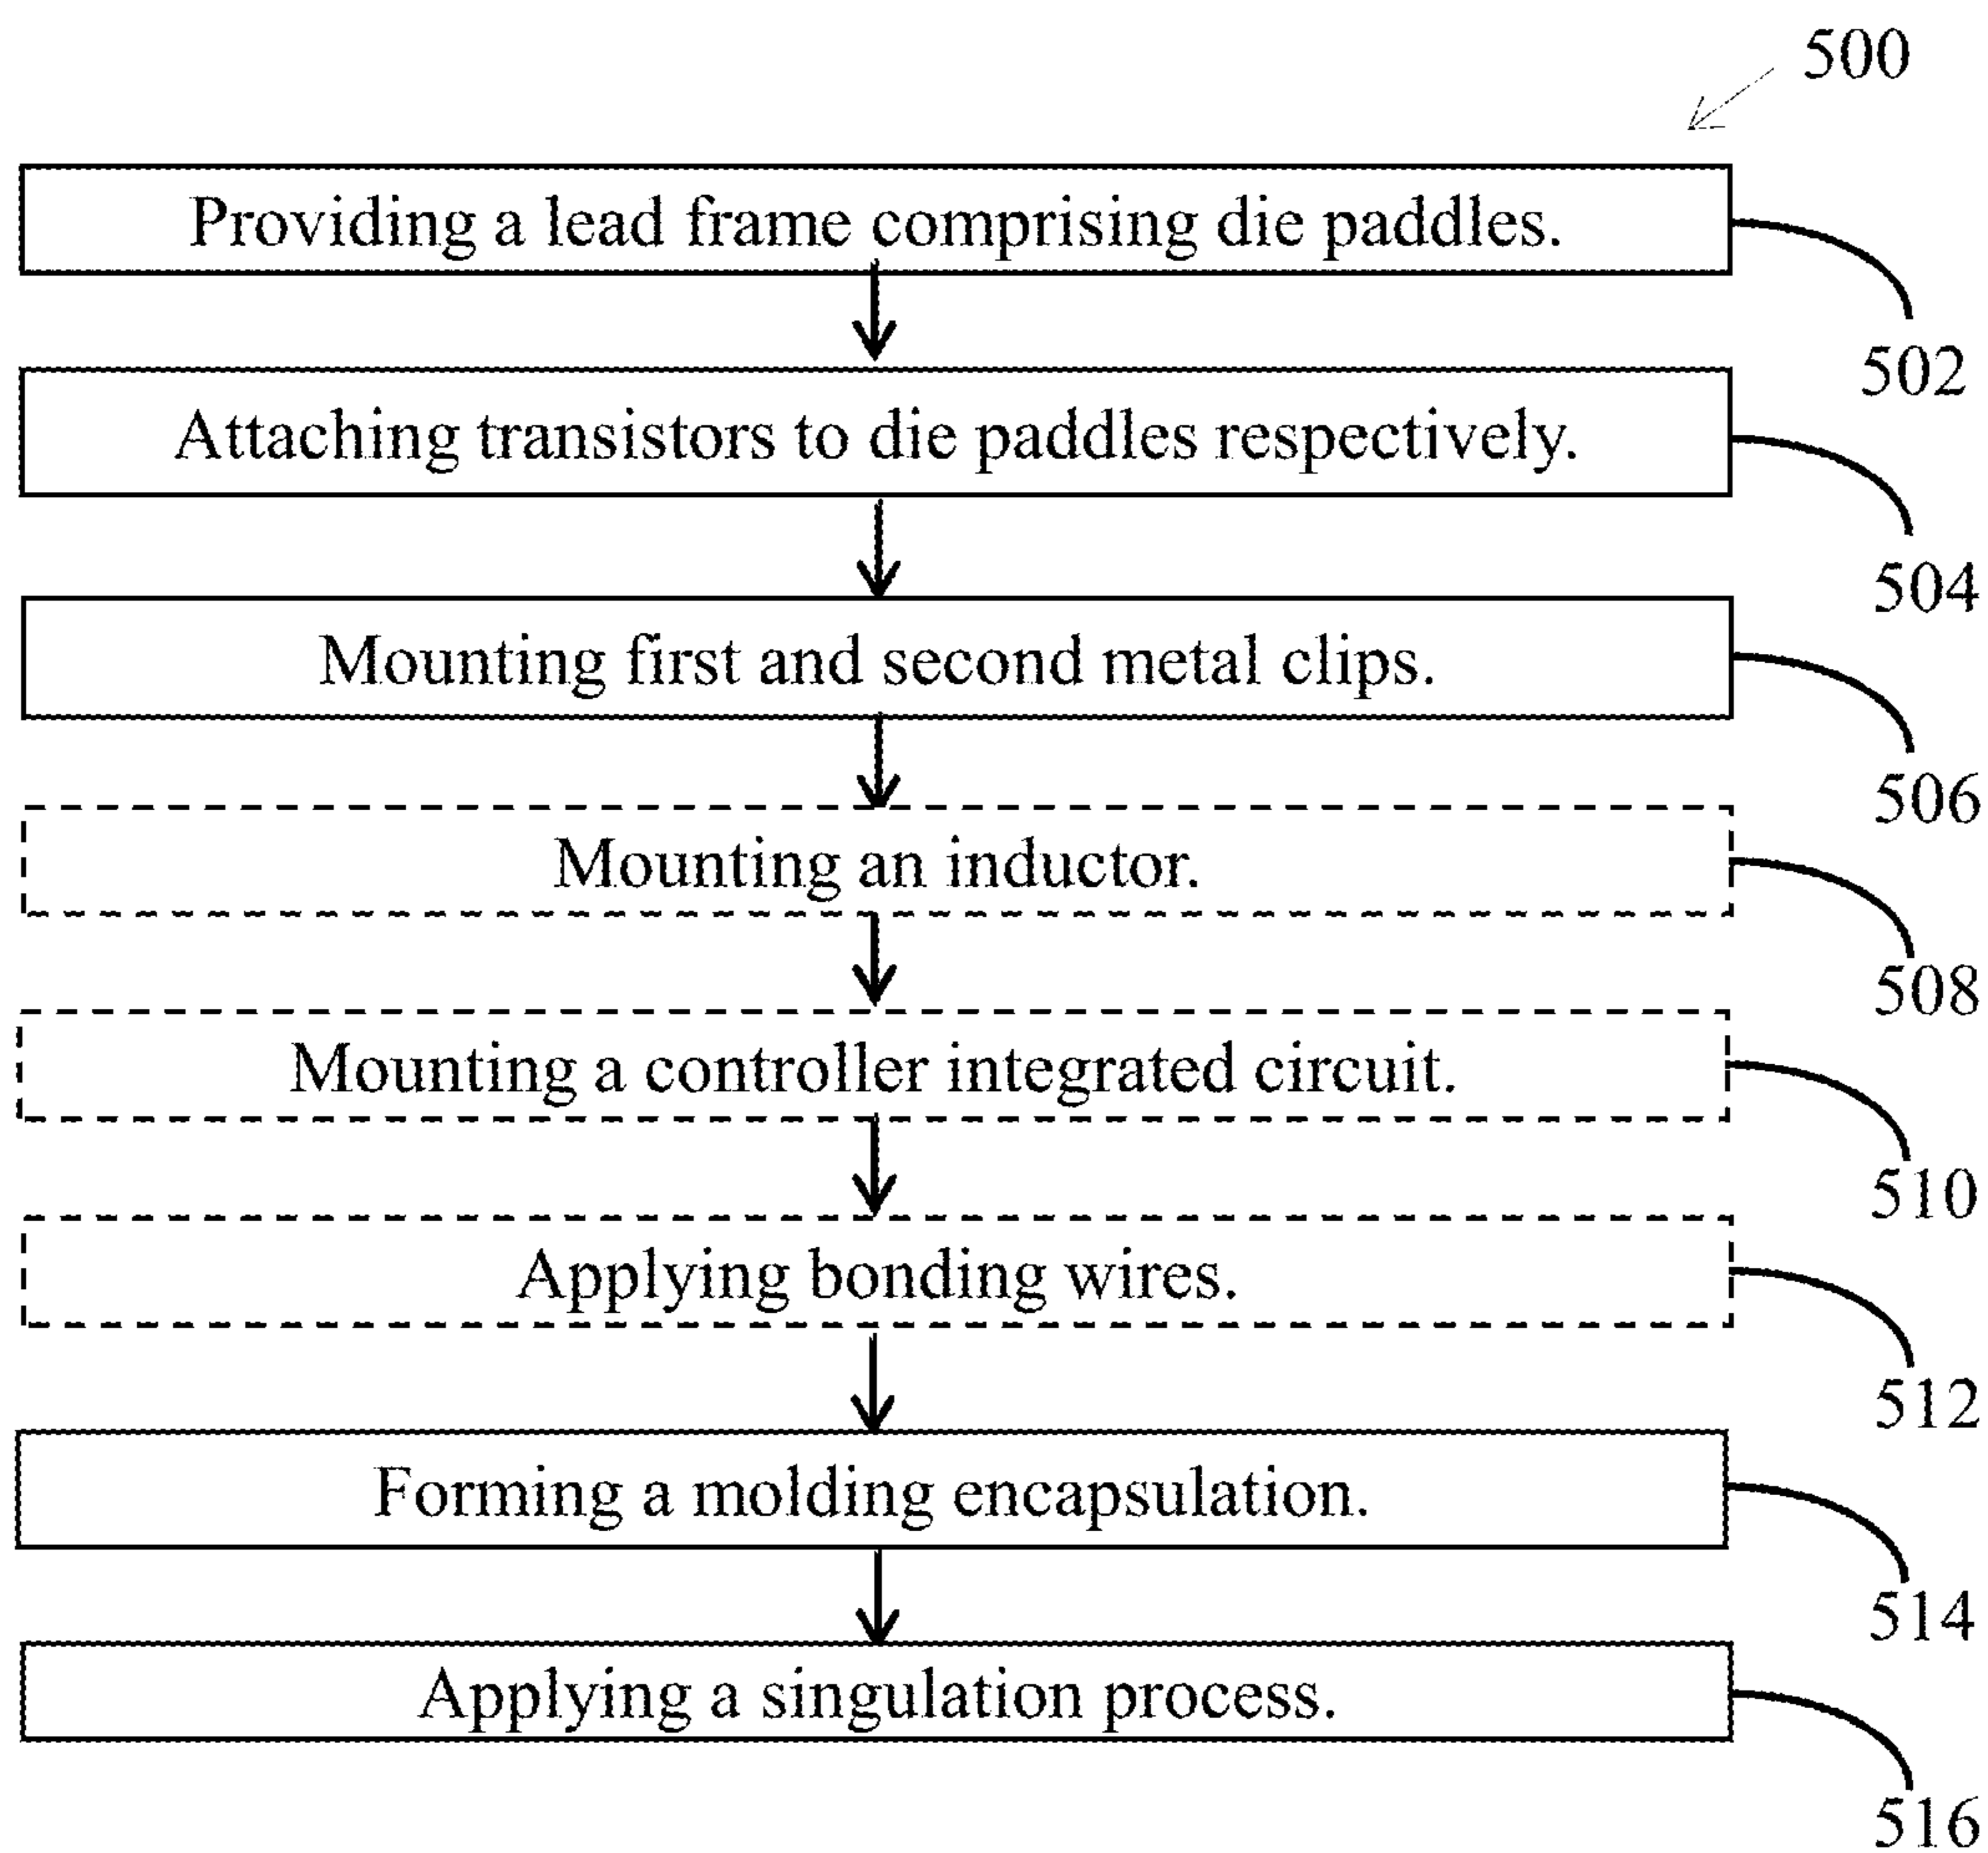 500
Providing a lead frame comprising die paddles.
502
Attaching transistors to die paddles respectively.
504
Mounting first and second metal clips.
506
Mounting an inductor.
508
Mounting a controller integrated circuit.
510
Applying bonding wires.
512
Forming a molding encapsulation.
514
Applying a singulation process.
516